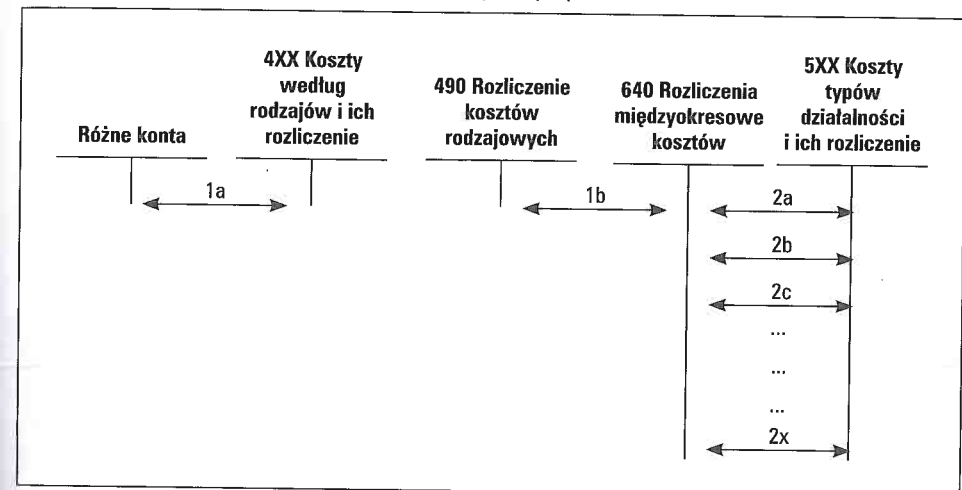 4XX Koszty
według
rodzajów i ich
rozliczenie
Różne konta
490 Rozliczenie
kosztów
rodzajowych
640 Rozliczenia
międzyokresowe
kosztów
5XX Koszty
typów
działalności
i ich rozliczenie
1a
1b
2a
2b
2c
...
...
...
2x